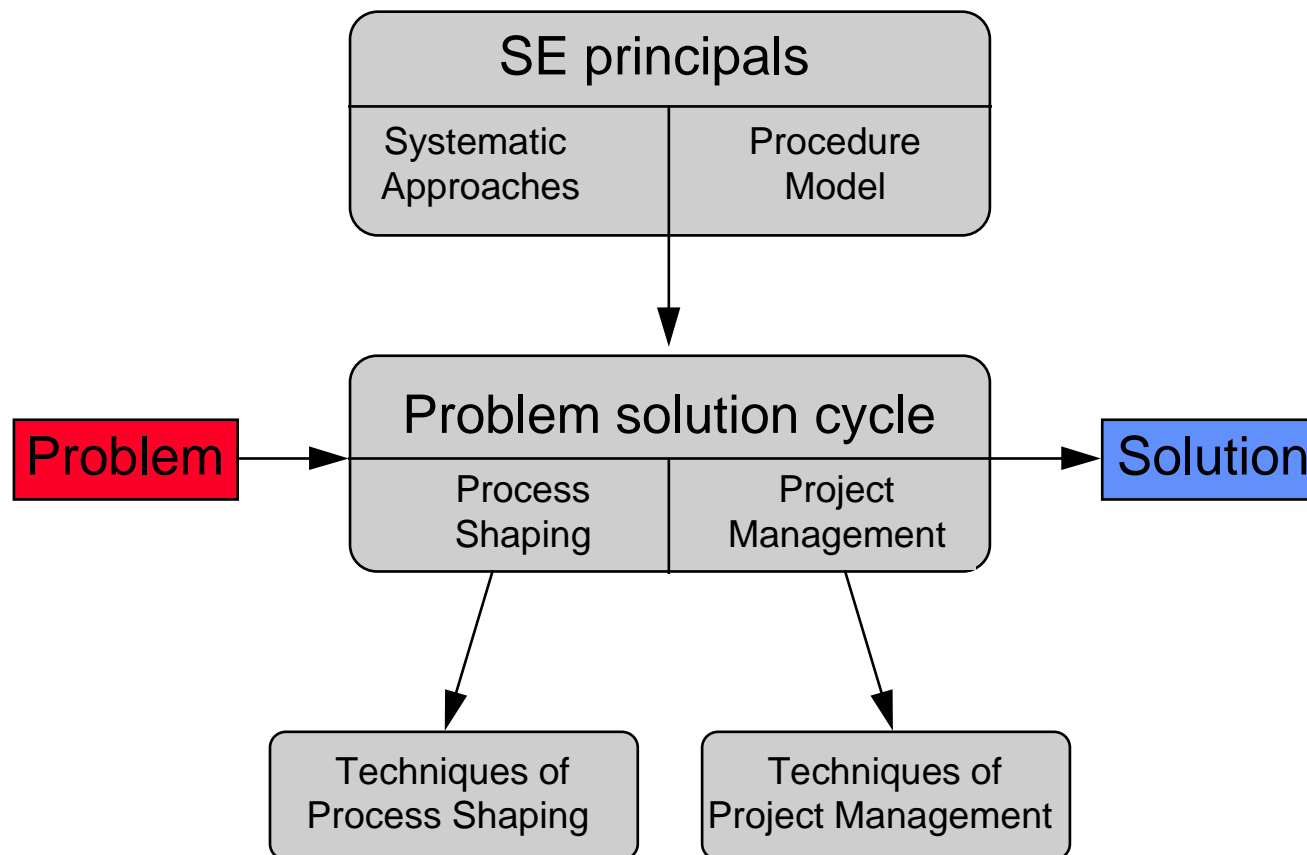 SE principals
Systematic
Approaches
Procedure
Model
Problem
Problem solution cycle
Process
Shaping
Project
Management
Solution
Techniques of
Process Shaping
Techniques of
Project Management